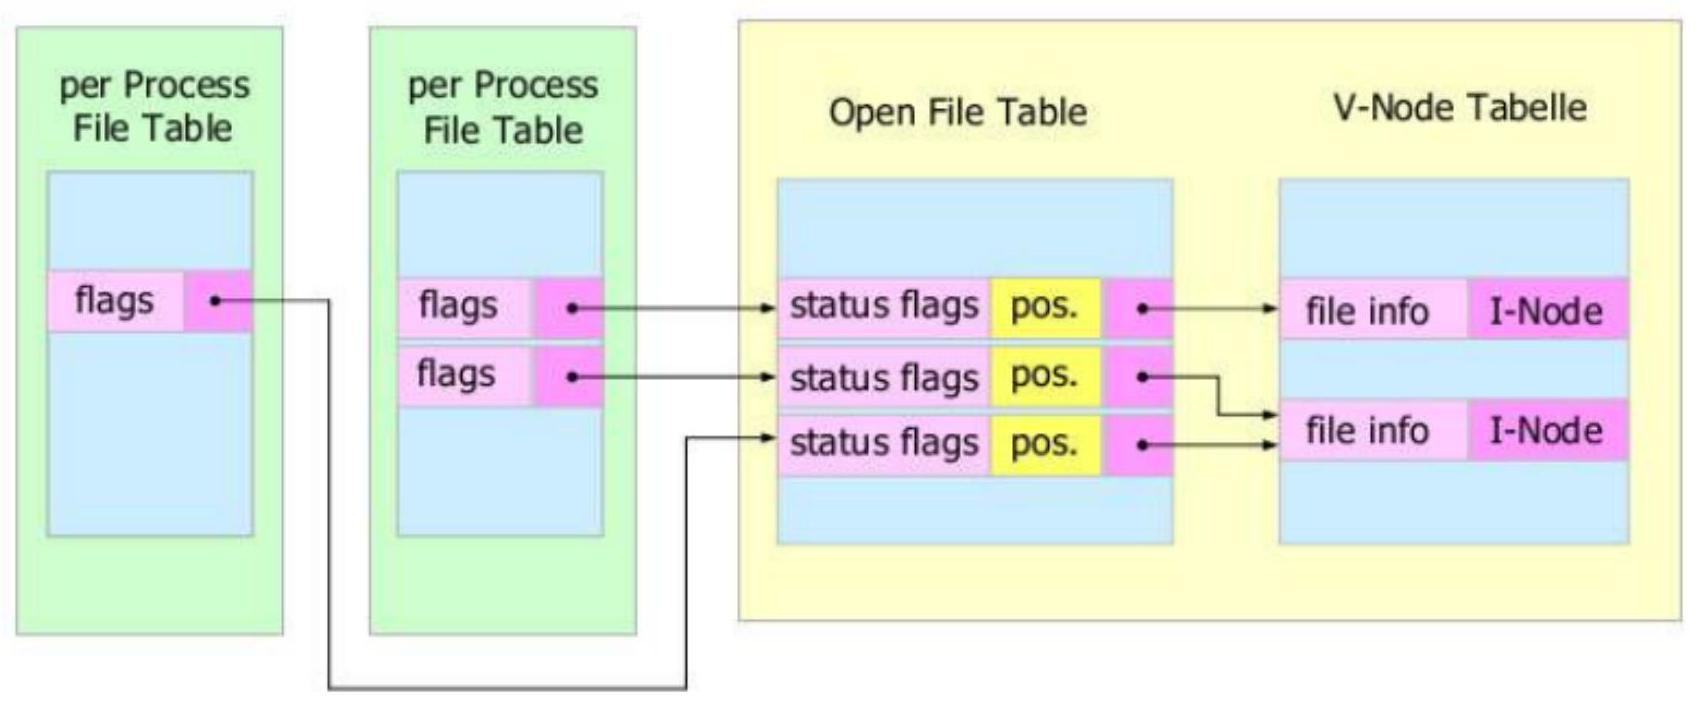 per Process
File Table
flags
per Process
File Table
flags
flags
Open File Table
status flags pos.
status flags pos.
status flags pos.
V-Node Tabelle
file info I-Node
file info I-Node